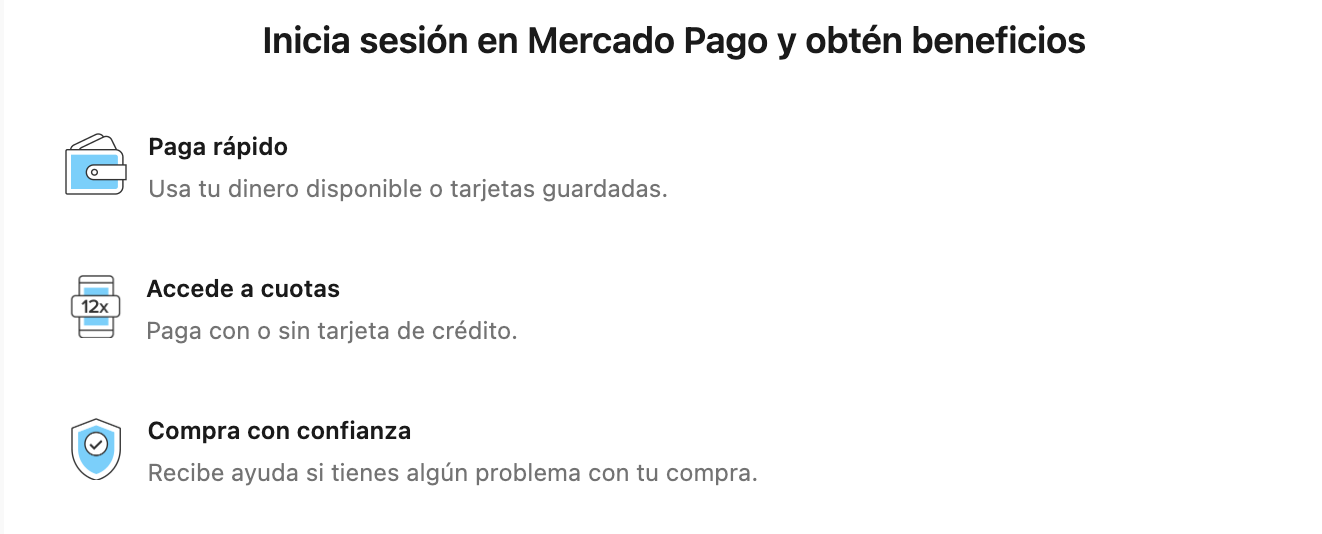 Inicia sesión en Mercado Pago y obtén beneficios
Paga rápido
Usa tu dinero disponible o tarjetas guardadas.
12x
Accede a cuotas
Paga con o sin tarjeta de crédito.
Compra con confianza
Recibe ayuda si tienes algún problema con tu compra.